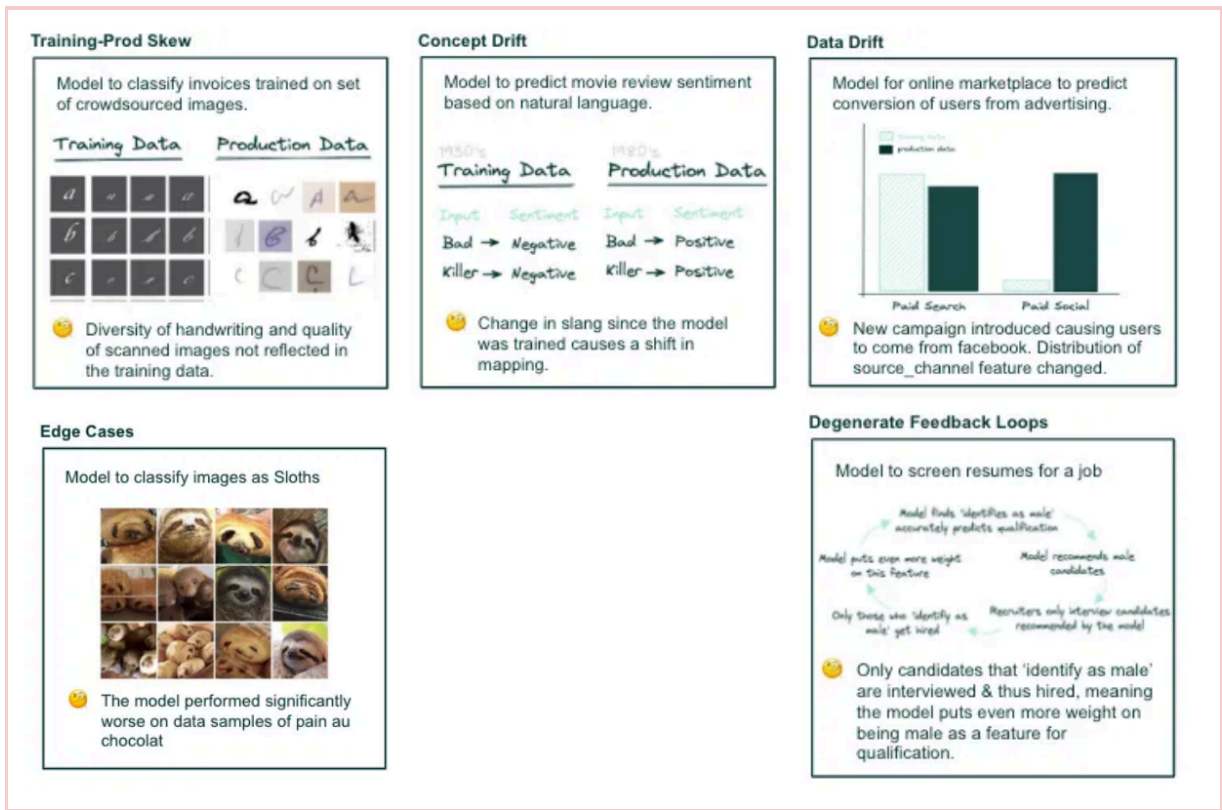 Training-Prod Skew
Model to classify invoices trained on set
of crowdsourced images.
Training Data Production Data
a a a a a A a
b b b b B b
c c c c C C C L
Diversity of handwriting and quality
of scanned images not reflected in
the training data.
Concept Drift
Model to predict movie review sentiment
based on natural language.
1930's 1980's
Training Data Production Data
Input Sentiment Input Sentiment
Bad → Negative Bad → Positive
Killer → Negative Killer → Positive
Change in slang since the model
was trained causes a shift in
mapping.
Data Drift
Model for online marketplace to predict
conversion of users from advertising.
training data
production data
Paid Search Paid Social
New campaign introduced causing users
to come from facebook. Distribution of
source_channel feature changed.
Edge Cases
Model to classify images as Sloths
The model performed significantly
worse on data samples of pain au
chocolat
Degenerate Feedback Loops
Model to screen resumes for a job
Model finds 'identifies as male'
accurately predicts qualification
Model recommends male
candidates
Recruiters only interview candidates
recommended by the model
Only those who 'identify as
male' get hired
Model puts even more weight
on this feature
Only candidates that 'identify as male'
are interviewed & thus hired, meaning
the model puts even more weight on
being male as a feature for
qualification.